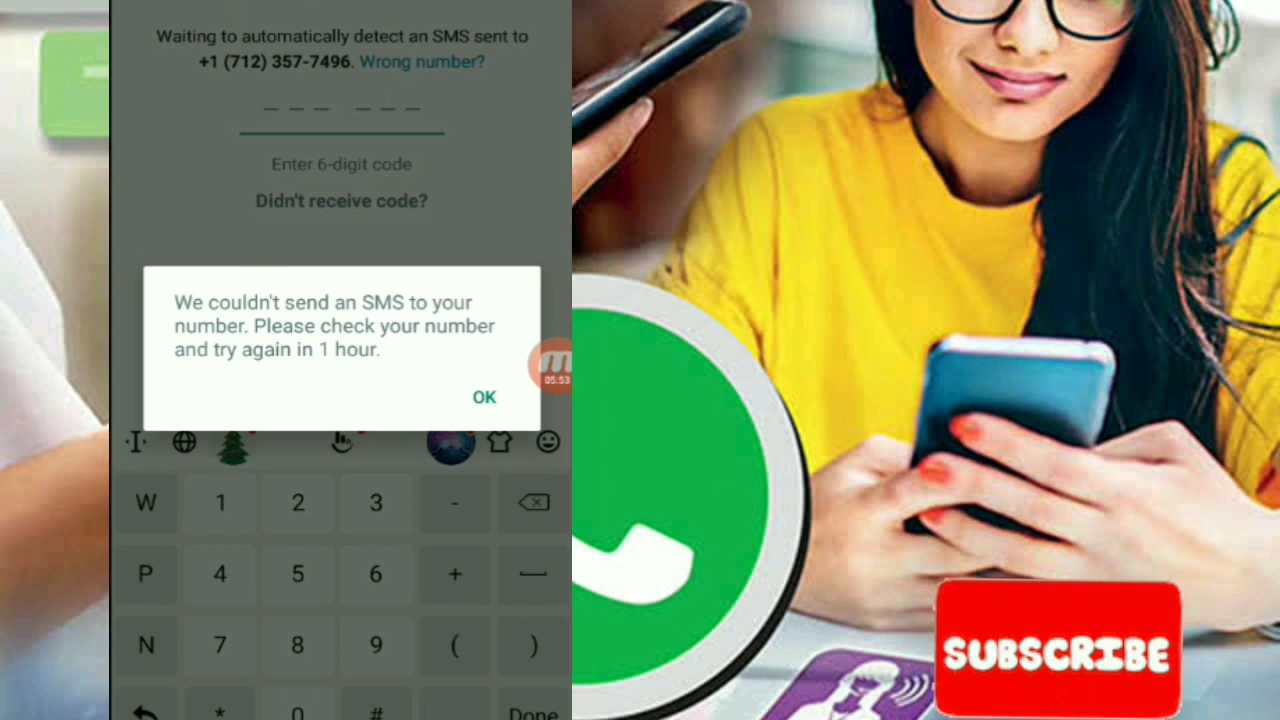 Waiting to automatically detect an SMS sent to
+1 (712) 357-7496. Wrong number?
Enter 6-digit code
Didn't receive code?
We couldn't send an SMS to your
number. Please check your number
and try again in 1 hour.
OK
05:53
W 1 2 3 -
P 4 5 6 +
N 7 8 9 ( )
* 0 # Done
SUBSCRIBE